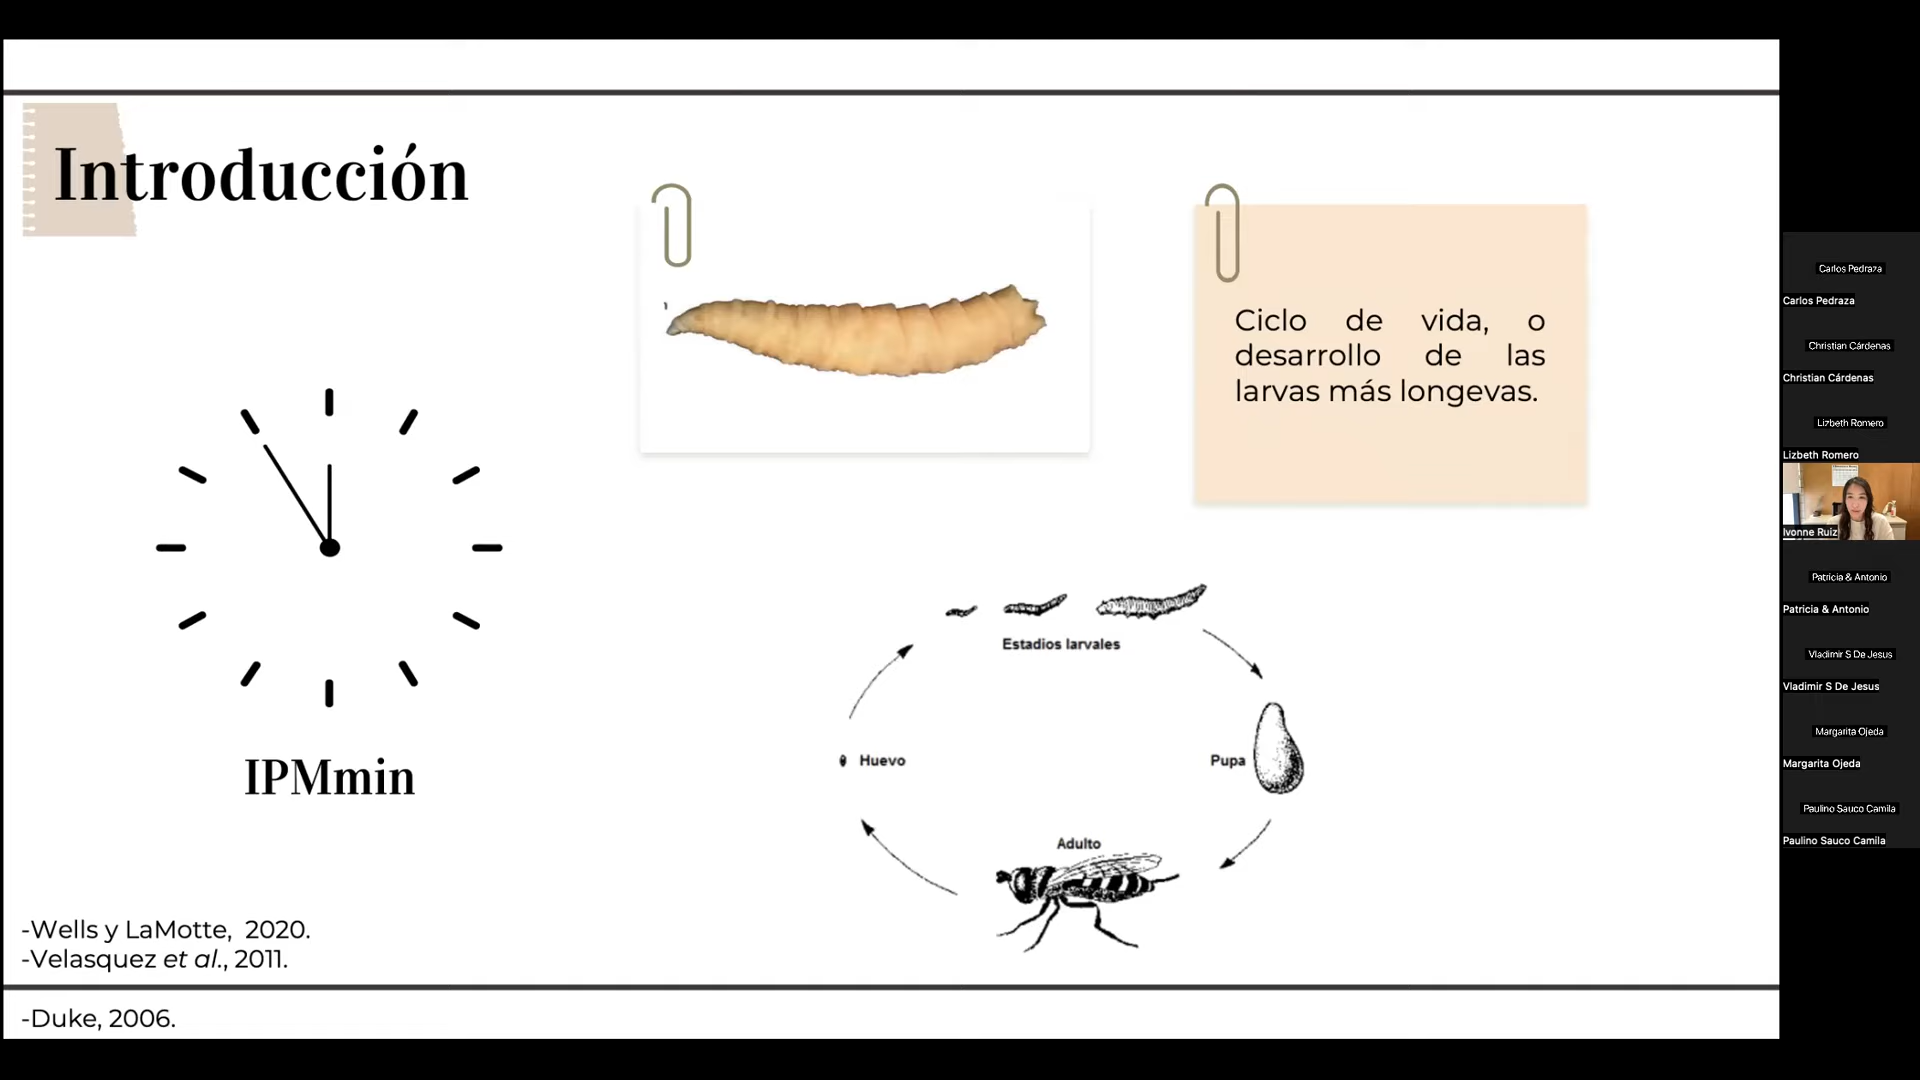 Introducción
Ciclo de vida, o
desarrollo de las
larvas más longevas.
IPMmin
Estadios larvales
Huevo
Pupa
Adulto
-Wells y LaMotte, 2020.
-Velasquez et al., 2011.
-Duke, 2006.
Carlos Pedraza
Carlos Pedraza
Christian Cárdenas
Christian Cárdenas
Lizbeth Romero
Lizbeth Romero
Ivonne Ruiz
Patricia & Antonio
Patricia & Antonio
Vladimir S De Jesus
Vladimir S De Jesus
Margarita Ojeda
Margarita Ojeda
Paulino Sauco Camila
Paulino Sauco Camila